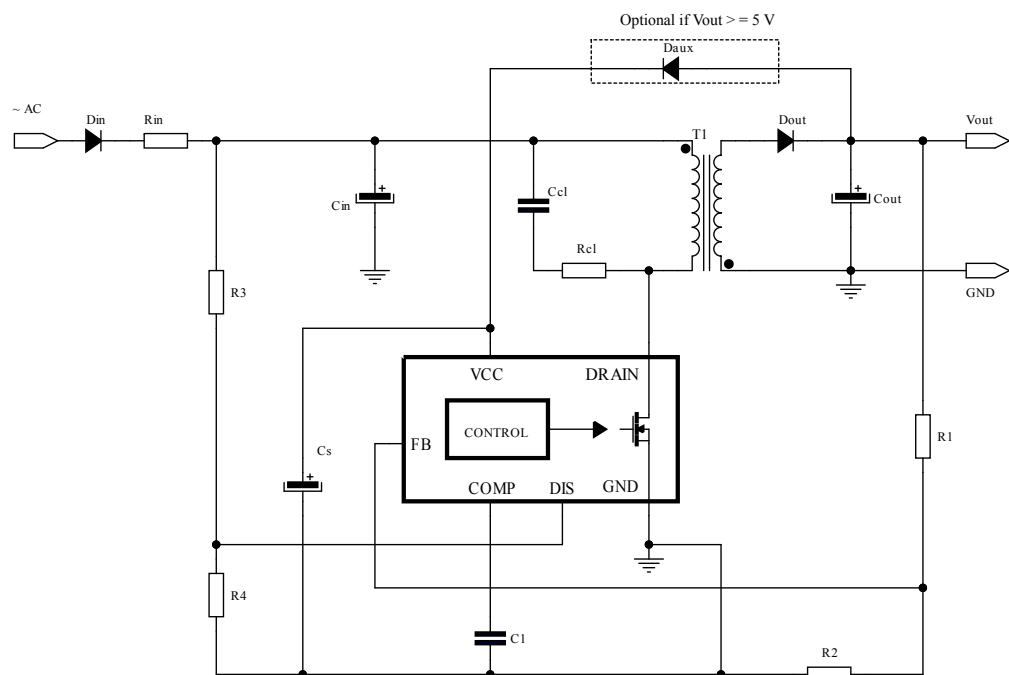 Optional if Vout > = 5 V
Daux
~ AC
Din
Rin
T1
Dout
Vout
Cin
Ccl
Cout
Rcl
R3
GND
VCC
DRAIN
CONTROL
FB
R1
Cs
COMP
DIS
GND
R4
C1
R2